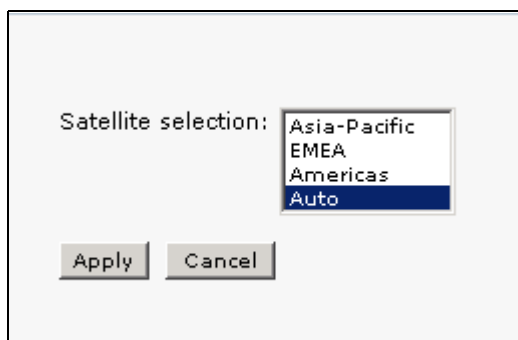 Satellite selection:
Asia-Pacific
EMEA
Americas
Auto
Apply
Cancel